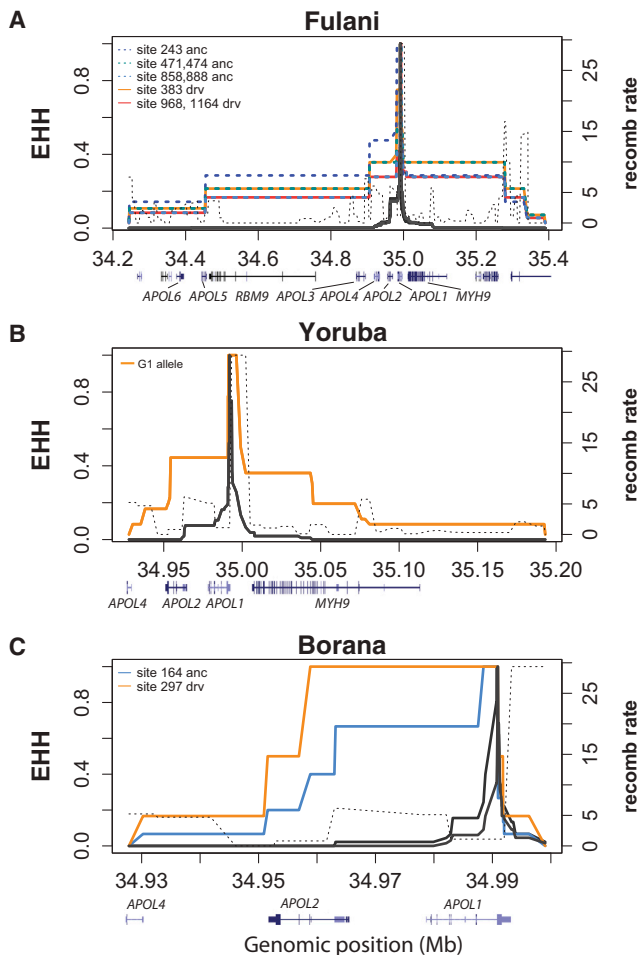 A
Fulani
site 243 anc
site 471,474 anc
site 858,888 anc
site 383 drv
site 968, 1164 drv
EHH
0.0 0.4 0.8
recomb rate
0 5 15 30
34.2 34.4 34.6 34.8 35.0 35.2 35.4
APOL6 APOL5 RBM9 APOL3 APOL4 APOL2 APOL1 MYH9
B
Yoruba
G1 allele
EHH
0.0 0.4 0.8
recomb rate
0 5 15 30
34.95 35.00 35.05 35.10 35.15 35.20
APOL4 APOL2 APOL1 MYH9
C
Borana
site 164 anc
site 297 drv
EHH
0.0 0.4 0.8
recomb rate
0 5 15 30
34.93 34.95 34.97 34.99
APOL4 APOL2 APOL1
Genomic position (Mb)